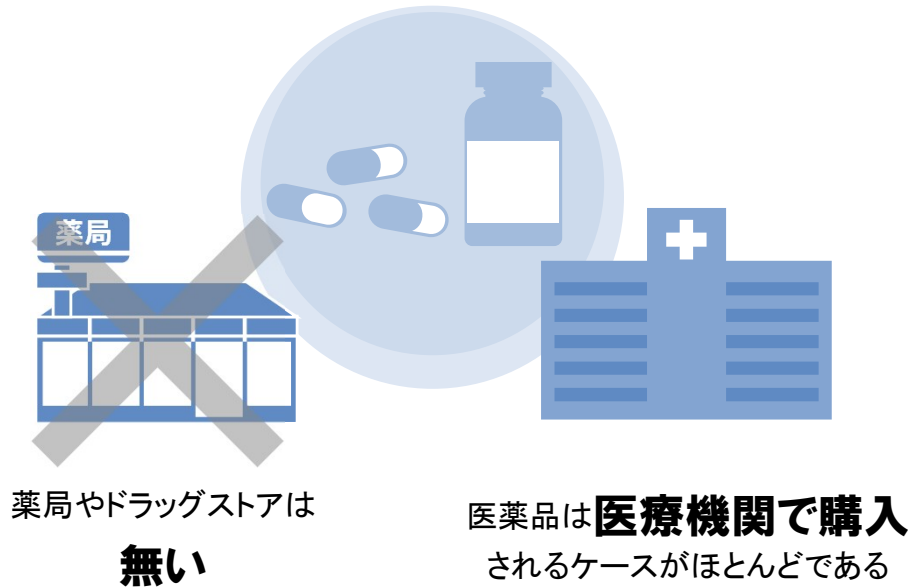 薬局
薬局やドラッグストアは
無い
医薬品は医療機関で購入
されるケースがほとんどである